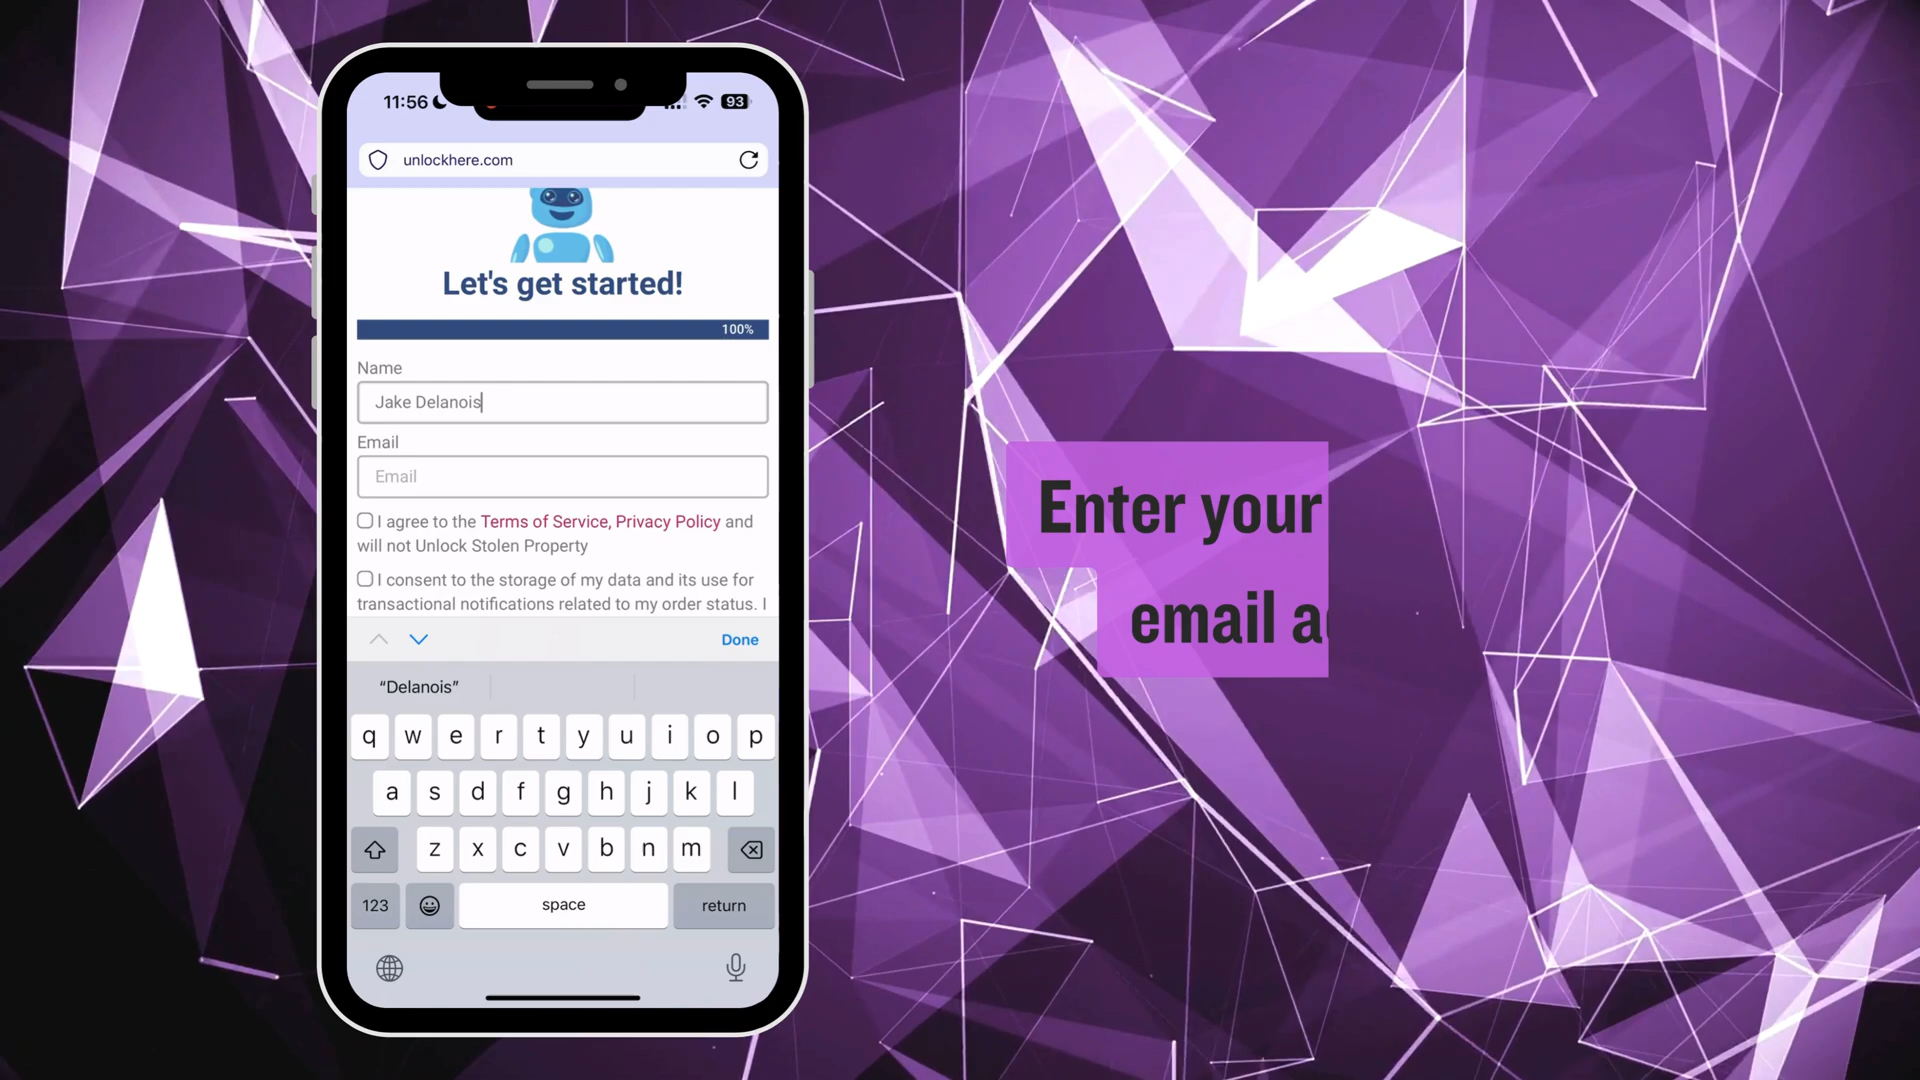 11:56
93
unlockhere.com
Let's get started!
100%
Name
Jake Delanois
Email
Email
I agree to the Terms of Service, Privacy Policy and
will not Unlock Stolen Property
I consent to the storage of my data and its use for
transactional notifications related to my order status. I
Done
“Delanois”
q w e r t y u i o p
a s d f g h j k l
z x c v b n m
123 space return
Enter your
email